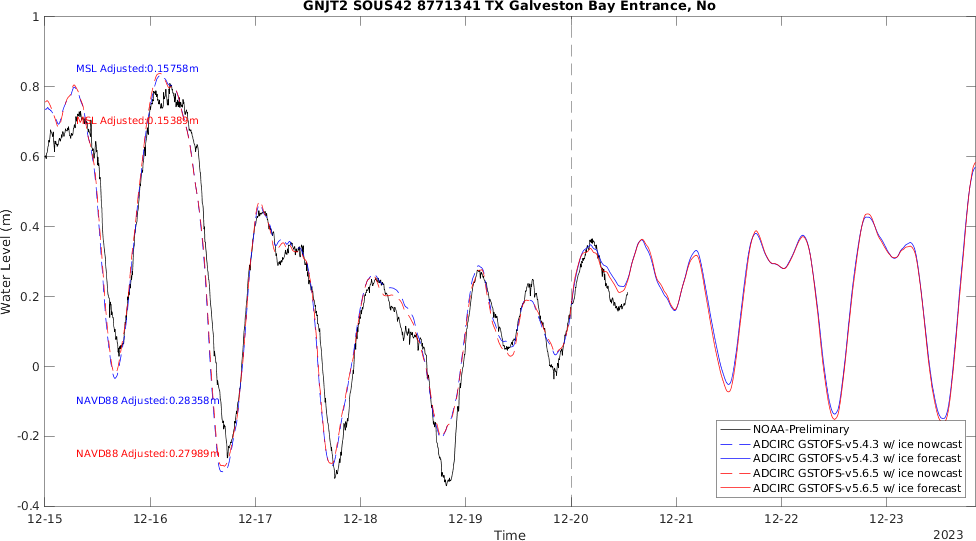 GNJT2 SOUS42 8771341 TX Galveston Bay Entrance, No
Water Level (m)
1
0.8
0.6
0.4
0.2
0
-0.2
-0.4
MSL Adjusted:0.15758m
MSL Adjusted:0.15389m
NAVD88 Adjusted:0.28358m
NAVD88 Adjusted:0.27989m
NOAA-Preliminary
ADCIRC GSTOFS-v5.4.3 w/ ice nowcast
ADCIRC GSTOFS-v5.4.3 w/ ice forecast
ADCIRC GSTOFS-v5.6.5 w/ ice nowcast
ADCIRC GSTOFS-v5.6.5 w/ ice forecast
12-15 12-16 12-17 12-18 12-19 12-20 12-21 12-22 12-23
Time
2023